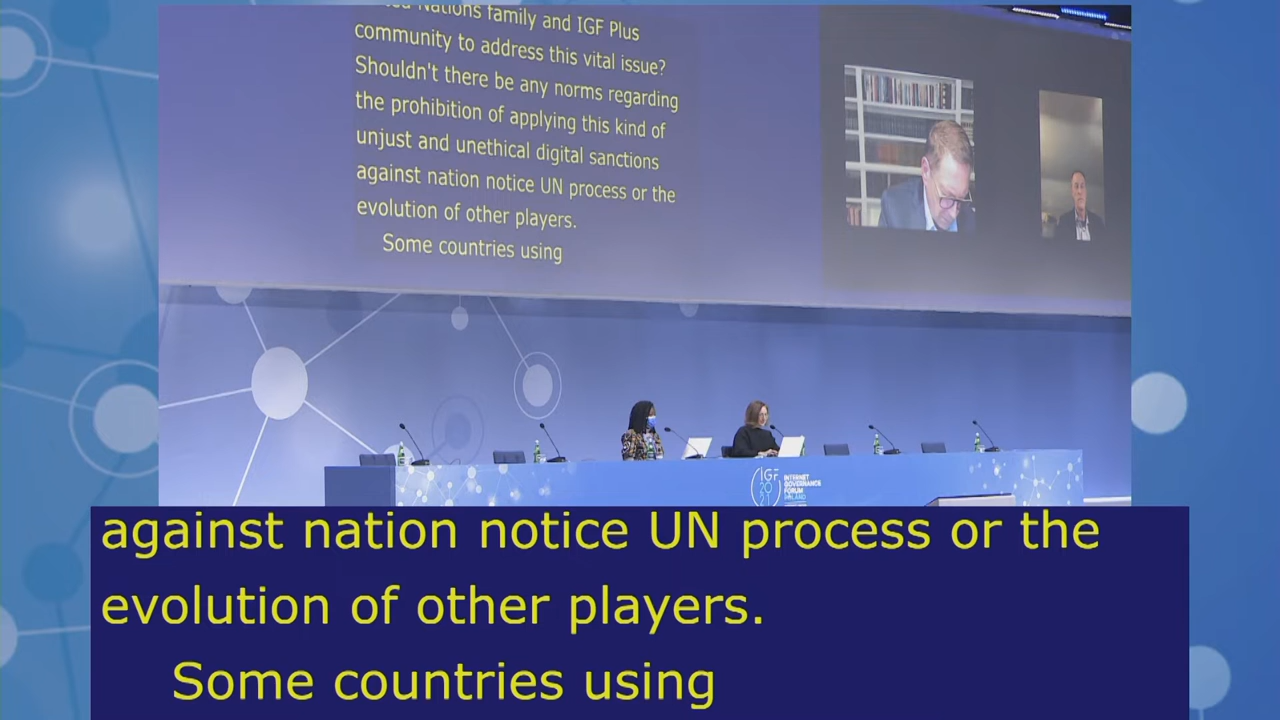 Nations family and IGF Plus
community to address this vital issue?
Shouldn't there be any norms regarding
the prohibition of applying this kind of
unjust and unethical digital sanctions
against nation notice UN process or the
evolution of other players.
Some countries using
IGF
2021
INTERNET
GOVERNANCE
FORUM
POLAND
against nation notice UN process or the
evolution of other players.
Some countries using